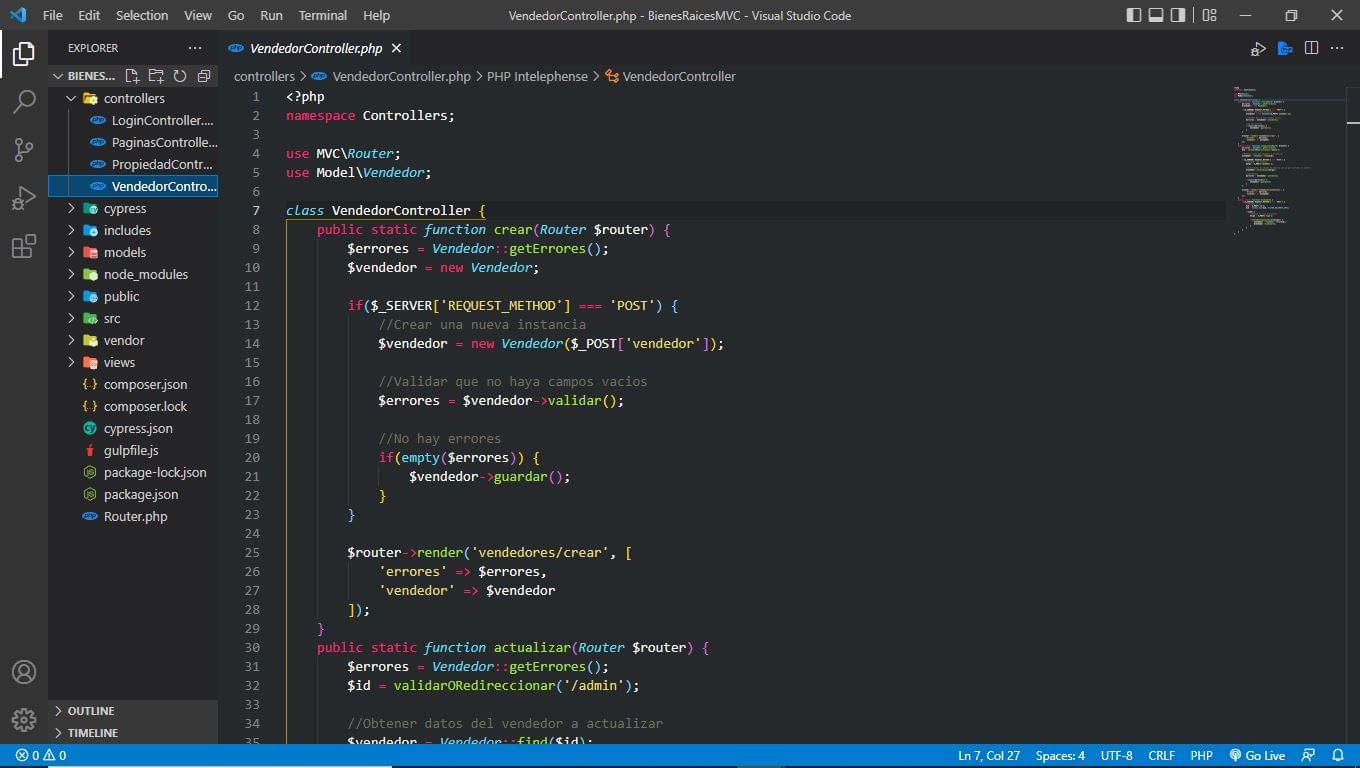 File Edit Selection View Go Run Terminal Help VendedorController.php - BienesRaicesMVC - Visual Studio Code
EXPLORER ···
BIENES...
controllers
LoginController....
PaginasControlle...
PropiedadContr...
VendedorContro...
cypress
includes
models
node_modules
public
src
vendor
views
composer.json
composer.lock
cypress.json
gulpfile.js
package-lock.json
package.json
Router.php
OUTLINE
TIMELINE
VendedorController.php
controllers > VendedorController.php > PHP Intelephense > VendedorController
1 <?php
2 namespace Controllers;
3
4 use MVC\Router;
5 use Model\Vendedor;
6
7 class VendedorController {
8 public static function crear(Router $router) {
9 $errores = Vendedor::getErrores();
10 $vendedor = new Vendedor;
11
12 if($_SERVER['REQUEST_METHOD'] === 'POST') {
13 //Crear una nueva instancia
14 $vendedor = new Vendedor($_POST['vendedor']);
15
16 //Validar que no haya campos vacios
17 $errores = $vendedor->validar();
18
19 //No hay errores
20 if(empty($errores)) {
21 $vendedor->guardar();
22 }
23 }
24
25 $router->render('vendedores/crear', [
26 'errores' => $errores,
27 'vendedor' => $vendedor
28 ]);
29 }
30 public static function actualizar(Router $router) {
31 $errores = Vendedor::getErrores();
32 $id = validarORedireccionar('/admin');
33
34 //Obtener datos del vendedor a actualizar
35 $vendedor = Vendedor::find($id);
0 0 Ln 7, Col 27 Spaces: 4 UTF-8 CRLF PHP Go Live